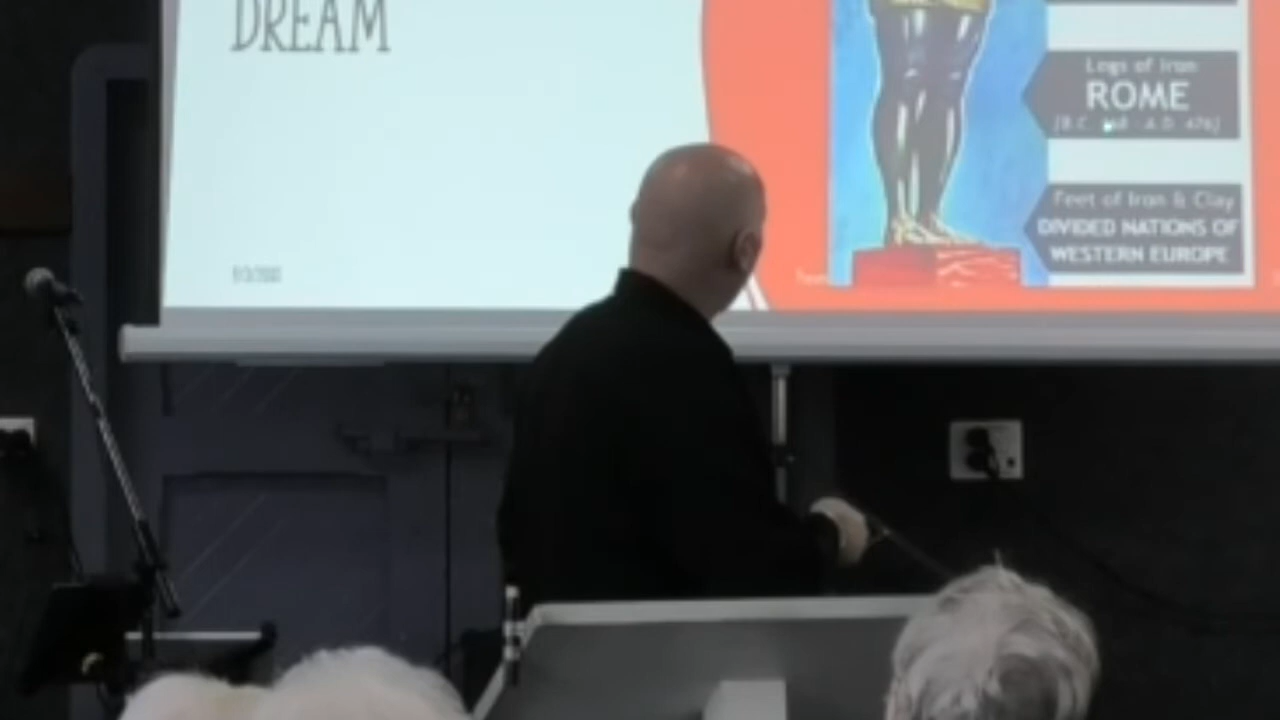 DREAM
Legs of Iron
ROME
Feet of Iron & Clay
DIVIDED NATIONS OF
WESTERN EUROPE